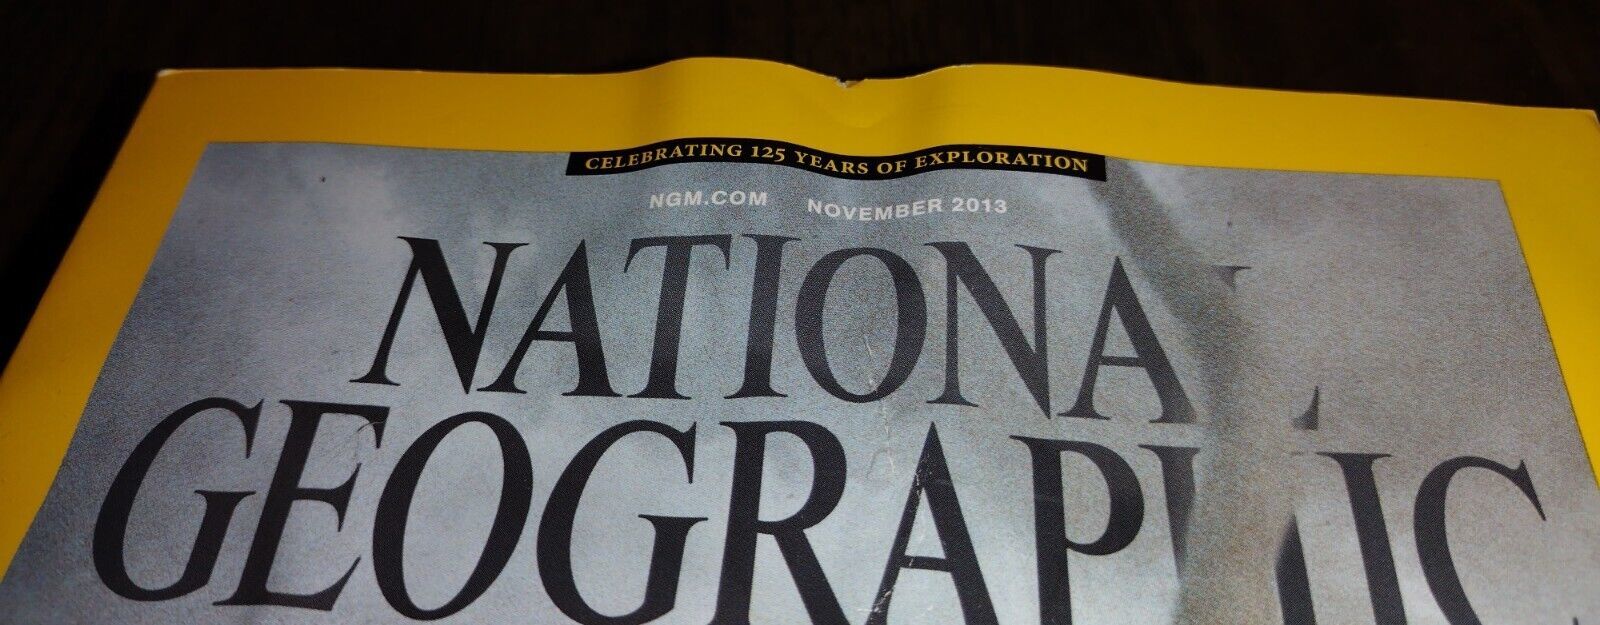 CELEBRATING 125 YEARS OF EXPLORATION
NGM.COM NOVEMBER 2013
NATIONAL
GEOGRAPHIC